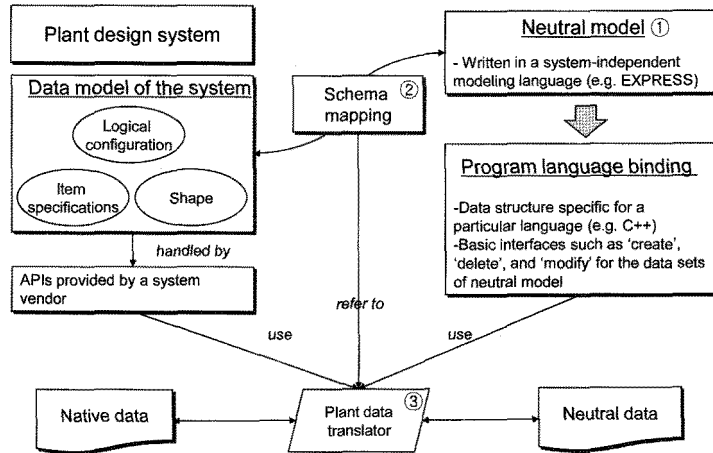 Plant design system
Data model of the system
Logical
configuration
Item
specifications
Shape
handled by
APIs provided by a system
vendor
②
Schema
mapping
Neutral model ①
- Written in a system-independent
modeling language (e.g. EXPRESS)
Program language binding
-Data structure specific for a
particular language (e.g. C++)
-Basic interfaces such as 'create',
'delete', and 'modify' for the data sets
of neutral model
use
refer to
use
Native data
③
Plant data
translator
Neutral data